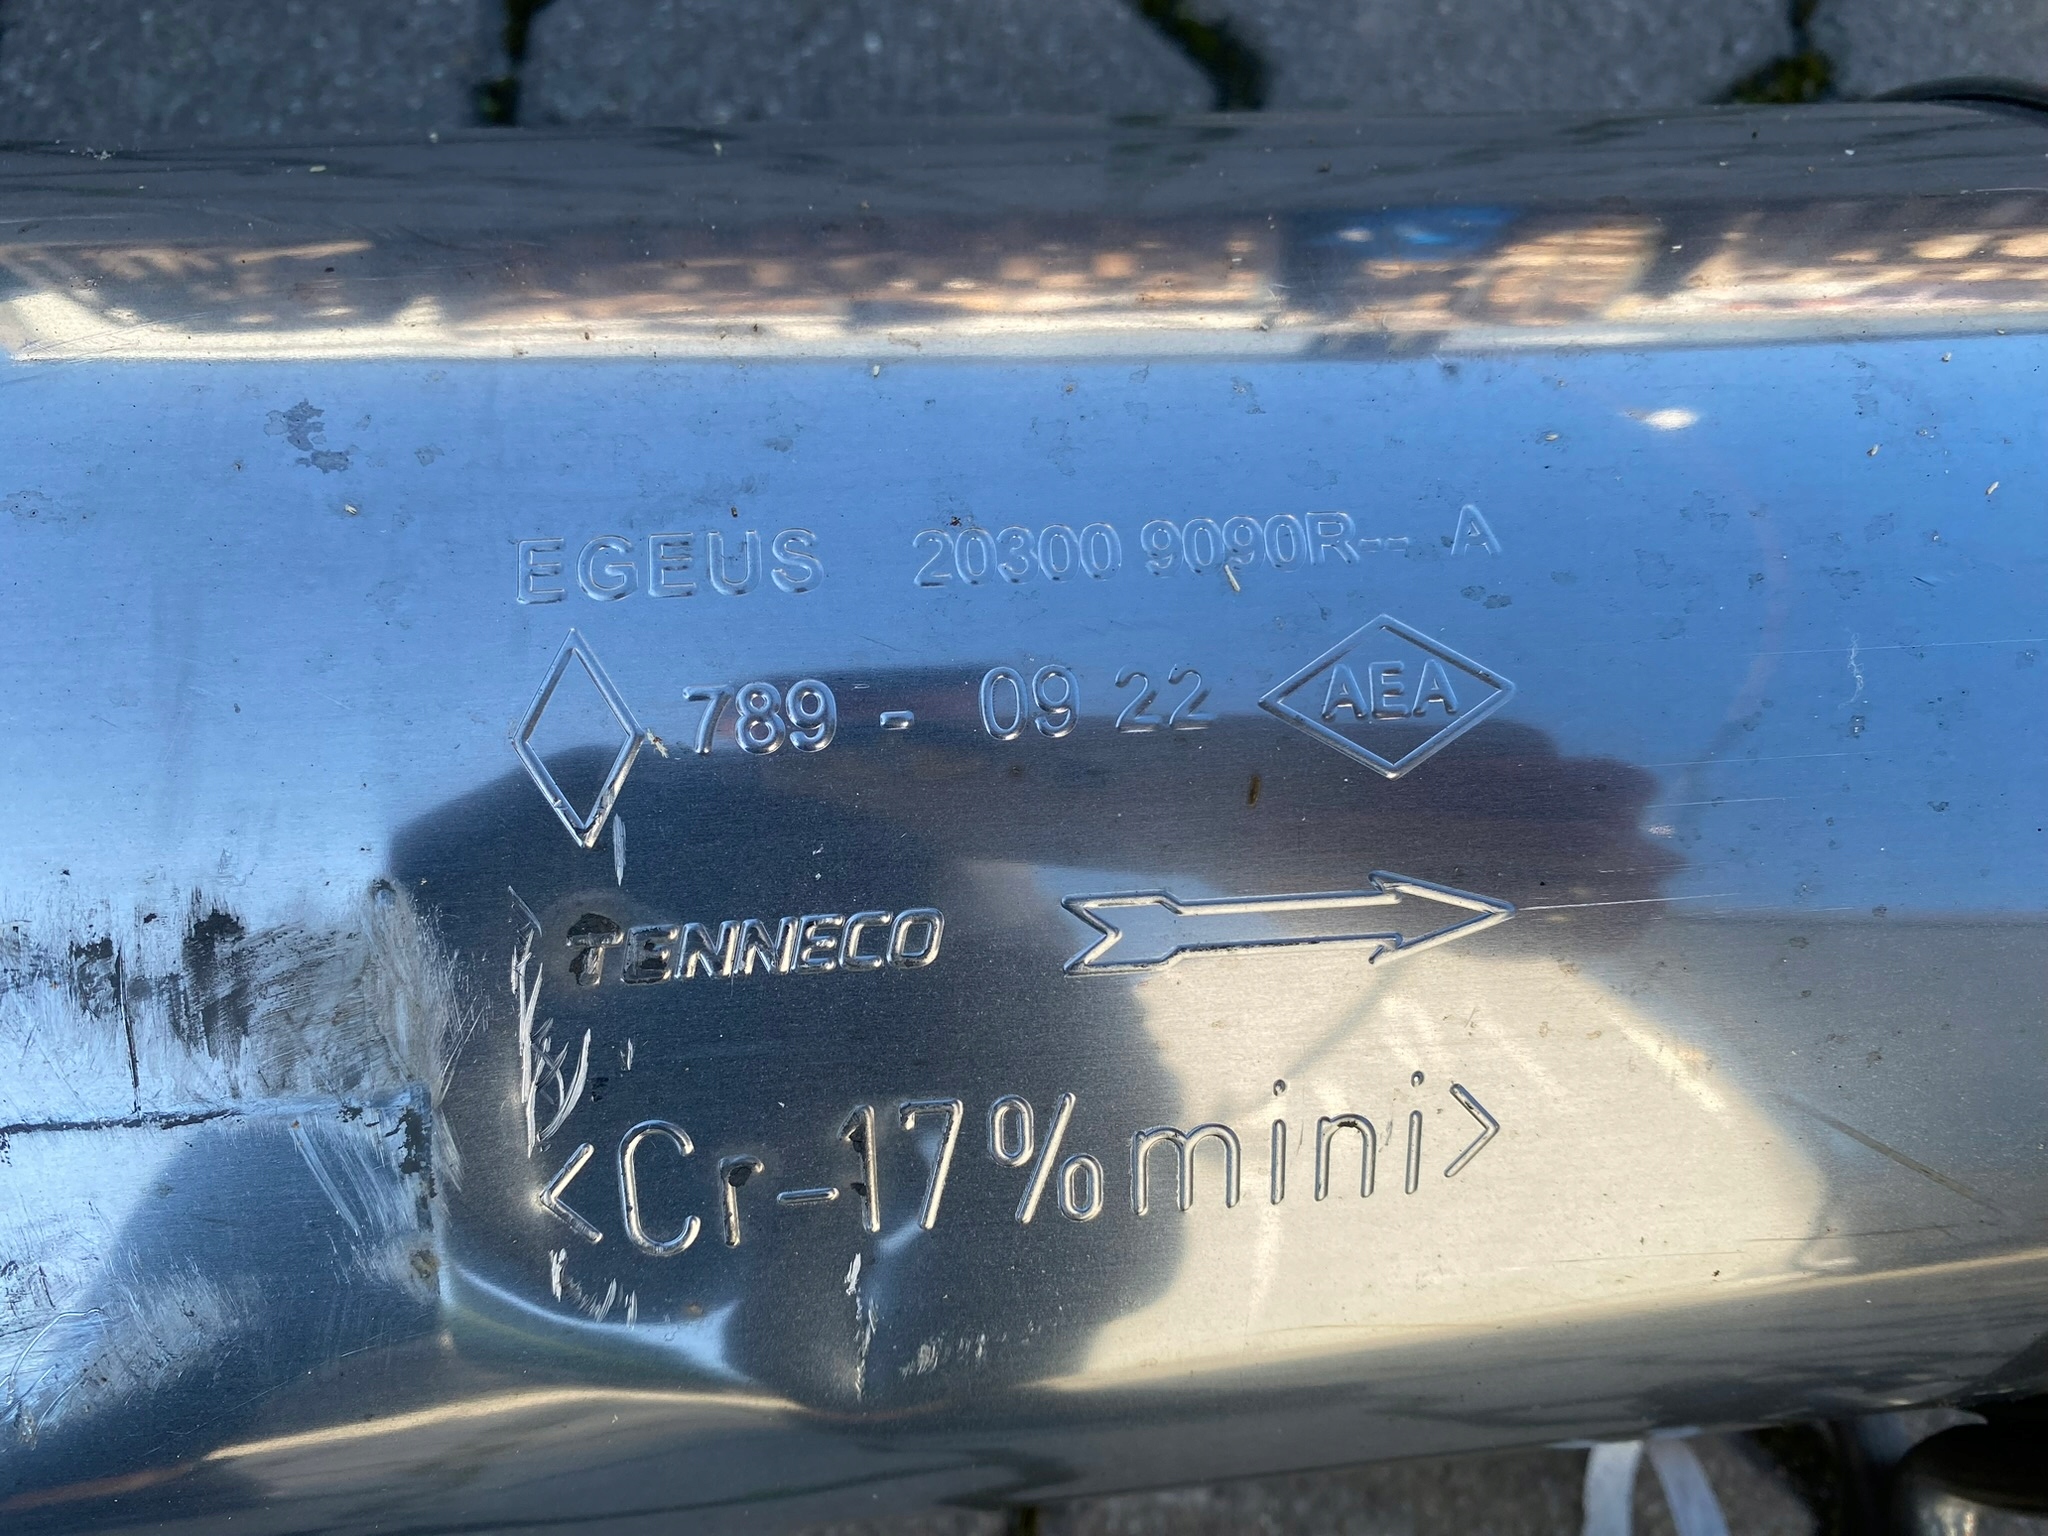 EGEUS 20300 9090R-- A
789 - 09 22 AEA
TENNECO
<Cr-17%mini>